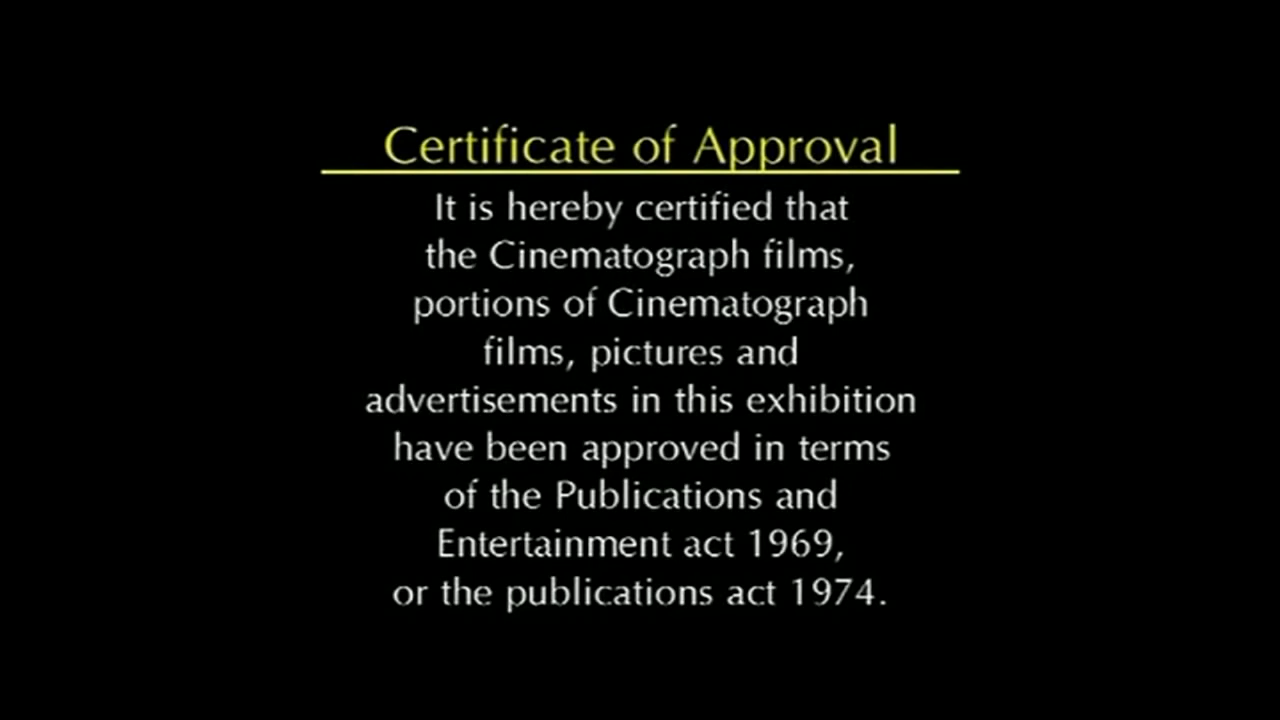 Certificate of Approval
It is hereby certified that
the Cinematograph films,
portions of Cinematograph
films, pictures and
advertisements in this exhibition
have been approved in terms
of the Publications and
Entertainment act 1969,
or the publications act 1974.